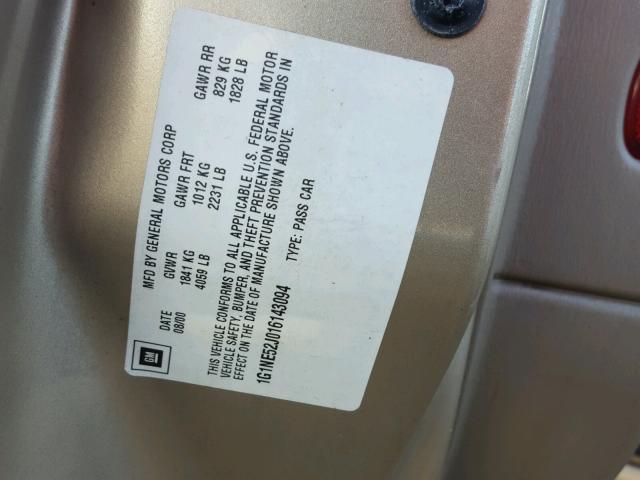 MFD BY GENERAL MOTORS CORP
DATE GVWR GAWR FRT GAWR RR
08/00 1841 KG 1012 KG 829 KG
4059 LB 2231 LB 1828 LB
THIS VEHICLE CONFORMS TO ALL APPLICABLE U.S. FEDERAL MOTOR
VEHICLE SAFETY, BUMPER, AND THEFT PREVENTION STANDARDS IN
EFFECT ON THE DATE OF MANUFACTURE SHOWN ABOVE.
1G1NE52J016143094 TYPE: PASS CAR
GM